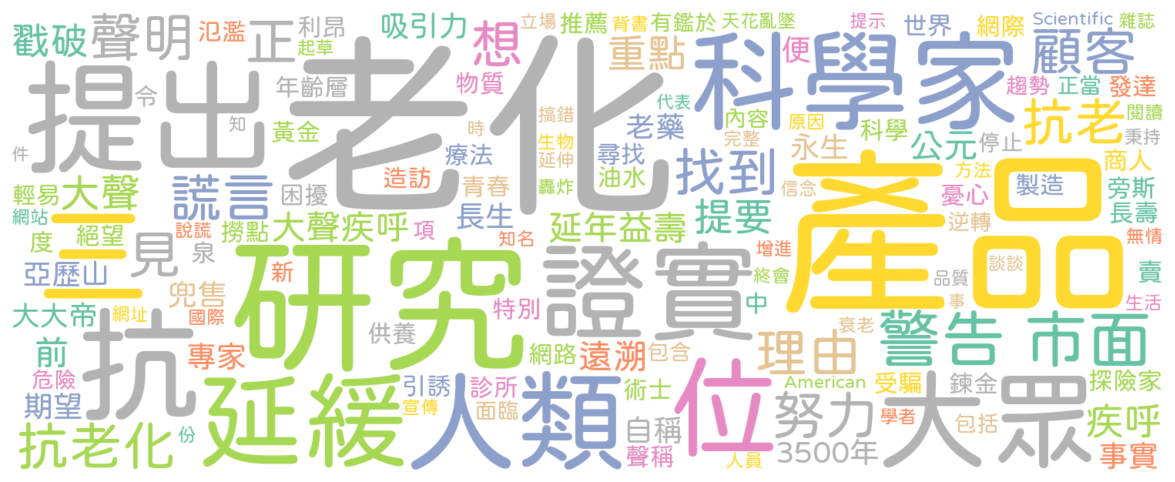 戳破 聲明 氾濫 正 利昂 起草 吸引力 想 立場 推薦 背書 有鑑於 天花亂墜 提示 世界 網際 Scientific 雜誌
提出 老化 年齡層 物質 重點 便 科學家 顧客 趨勢 正當 發達
令 知 黃金 搞錯 代表 內容 老藥 原因 科學 抗老 閱讀
件 時 療法 生物 延伸 尋找 完整 永生 公元 停止 秉持
輕易 大聲 謊言 困擾 造訪 青春 轟炸 油水 找到 信念 產品 方法 憂心 製造 商人 旁斯
網站 三 說謊 撈點 大聲疾呼 項 長生 延年益壽 提要 逆轉 長壽
度 絕望 見 泉 知名 增進 無情
亞歷山 新 研究 證實 終會 品質 談談 賣
大大帝 網址 兜售 國際 供養 特別 中 事 生活
前 抗 專家 網路 遠溯 包含 理由 衰老 警告 市面
危險 期望 延緩 引誘 宣傳 人類 診所 面臨 術士 位 American 受騙 鍊金 探險家
抗老化 份 自稱 努力 學者 大眾 包括 疾呼
聲稱 人員 3500年 事實